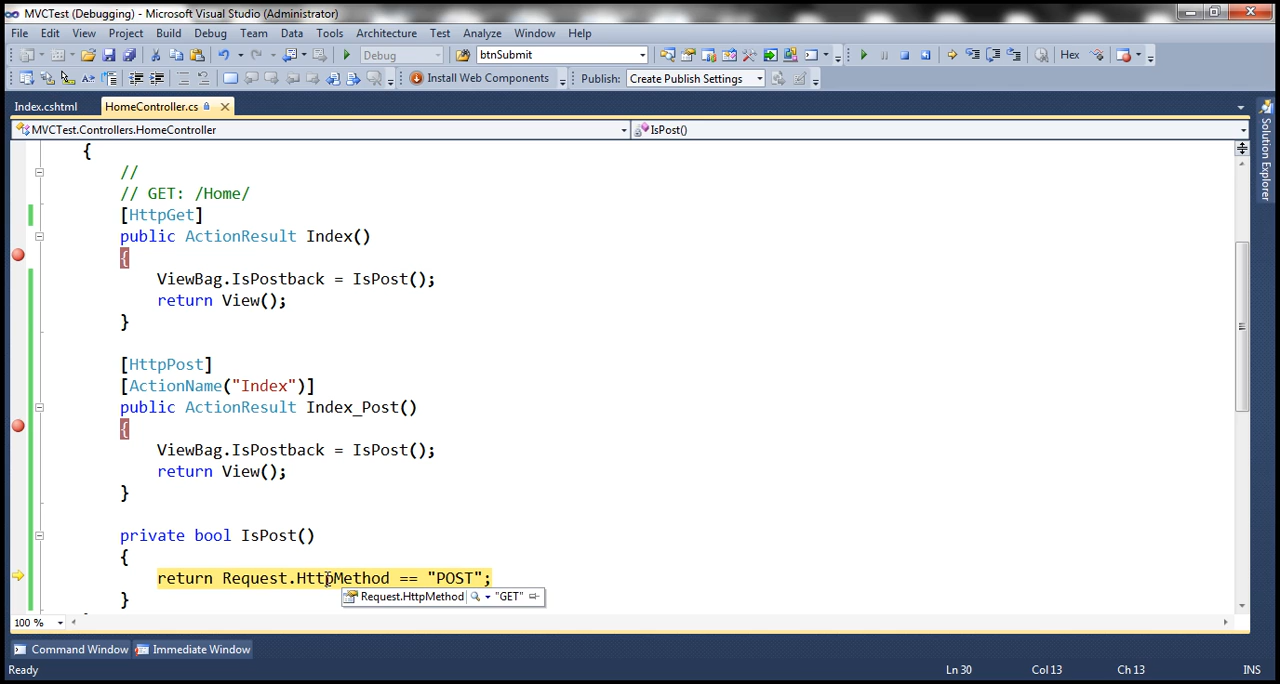 MVCTest (Debugging) - Microsoft Visual Studio (Administrator)
File Edit View Project Build Debug Team Data Tools Architecture Test Analyze Window Help
Debug btnSubmit Hex
Install Web Components Publish: Create Publish Settings
Index.cshtml HomeController.cs
MVCTest.Controllers.HomeController IsPost()
{
//
// GET: /Home/
[HttpGet]
public ActionResult Index()
{
ViewBag.IsPostback = IsPost();
return View();
}
[HttpPost]
[ActionName("Index")]
public ActionResult Index_Post()
{
ViewBag.IsPostback = IsPost();
return View();
}
private bool IsPost()
{
return Request.HttpMethod == "POST";
Request.HttpMethod "GET"
}
100 %
Command Window Immediate Window
Ready Ln 30 Col 13 Ch 13 INS
Solution Explorer